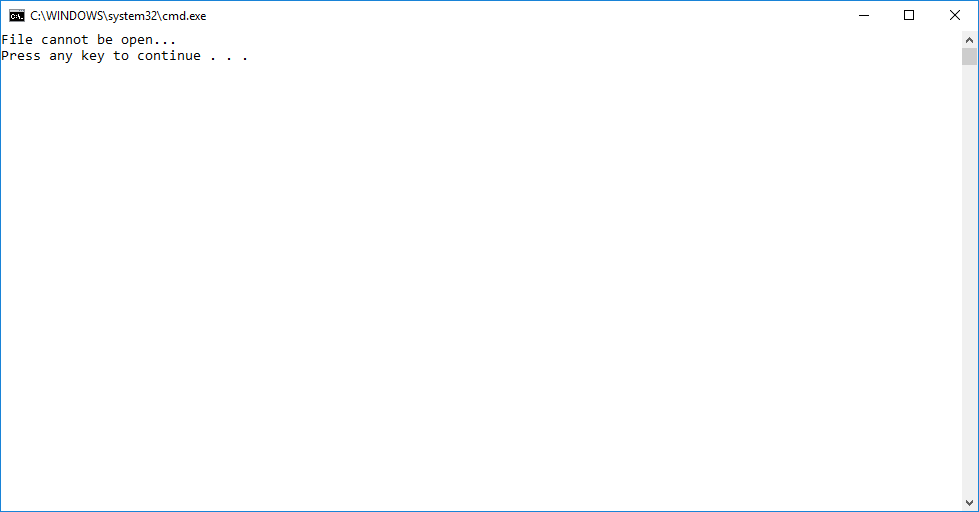 C:\WINDOWS\system32\cmd.exe
File cannot be open...
Press any key to continue . . .